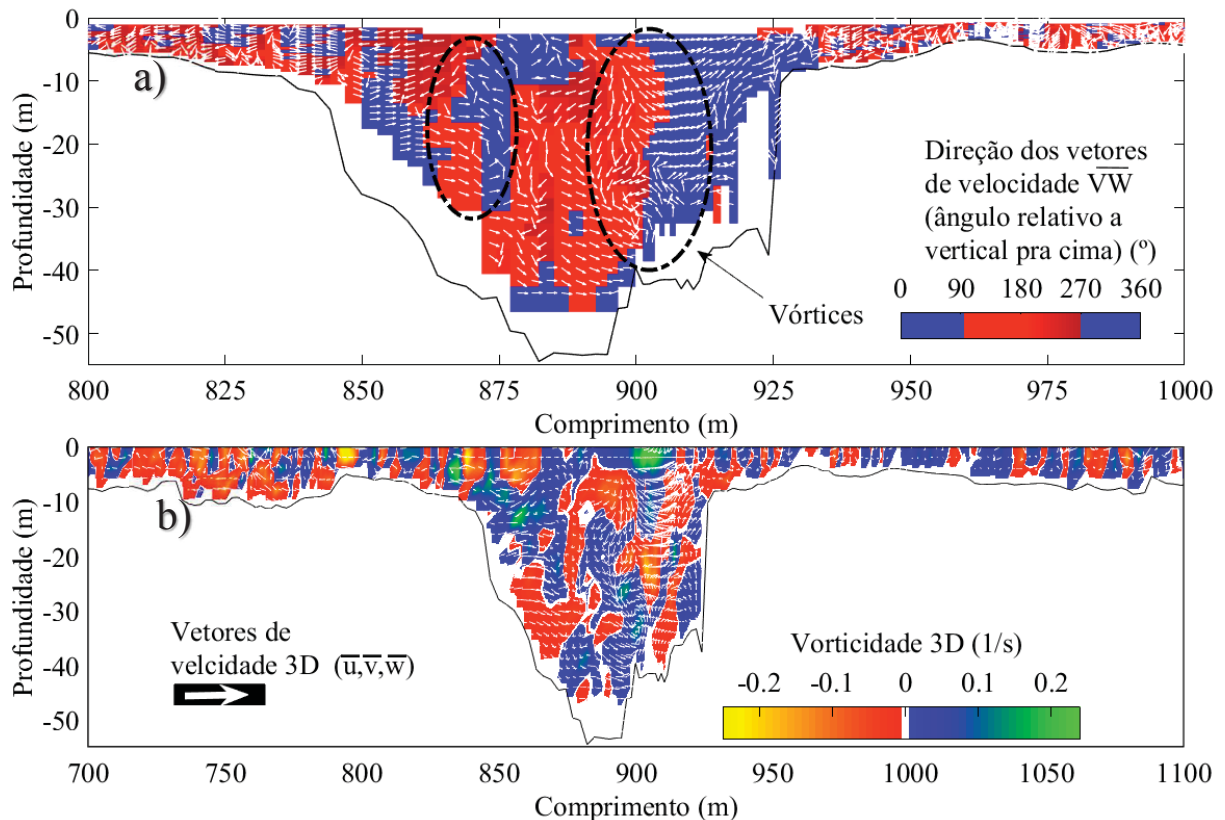 0
-10
-20
-30
-40
-50
Profundidade (m)
a)
Direção dos vetores
de velocidade VW
(ângulo relativo a
vertical pra cima) (º)
0 90 180 270 360
Vórtices
800 825 850 875 900 925 950 975 1000
Comprimento (m)
0
-10
-20
-30
-40
-50
Profundidade (m)
b)
Vetores de
velcidade 3D (u,v,w)
Vorticidade 3D (1/s)
-0.2 -0.1 0 0.1 0.2
700 750 800 850 900 950 1000 1050 1100
Comprimento (m)